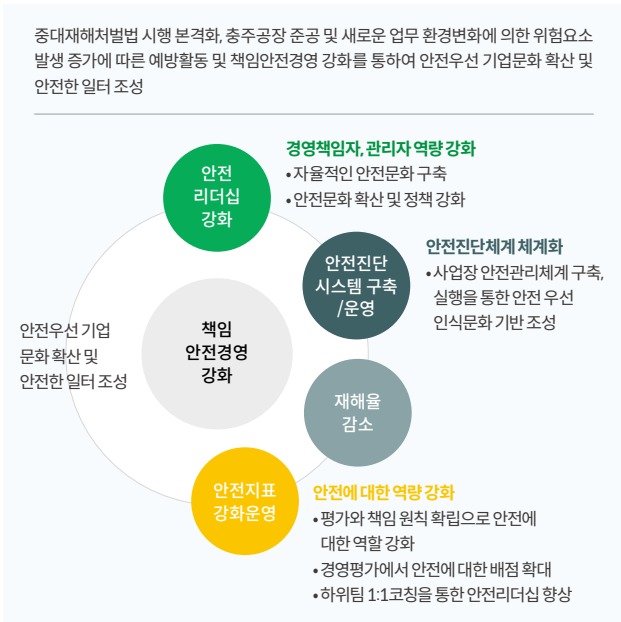 중대재해처벌법 시행 본격화, 충주공장 준공 및 새로운 업무 환경변화에 의한 위험요소
발생 증가에 따른 예방활동 및 책임안전경영 강화를 통하여 안전우선 기업문화 확산 및
안전한 일터 조성
안전
리더십
강화
경영책임자, 관리자 역량 강화
• 자율적인 안전문화 구축
• 안전문화 확산 및 정책 강화
안전진단
시스템 구축
/운영
안전진단체계 체계화
• 사업장 안전관리체계 구축,
실행을 통한 안전 우선
인식문화 기반 조성
안전우선 기업
문화 확산 및
안전한 일터 조성
책임
안전경영
강화
재해율
감소
안전지표
강화운영
안전에 대한 역량 강화
• 평가와 책임 원칙 확립으로 안전에
대한 역할 강화
• 경영평가에서 안전에 대한 배점 확대
• 하위팀 1:1코칭을 통한 안전리더십 향상